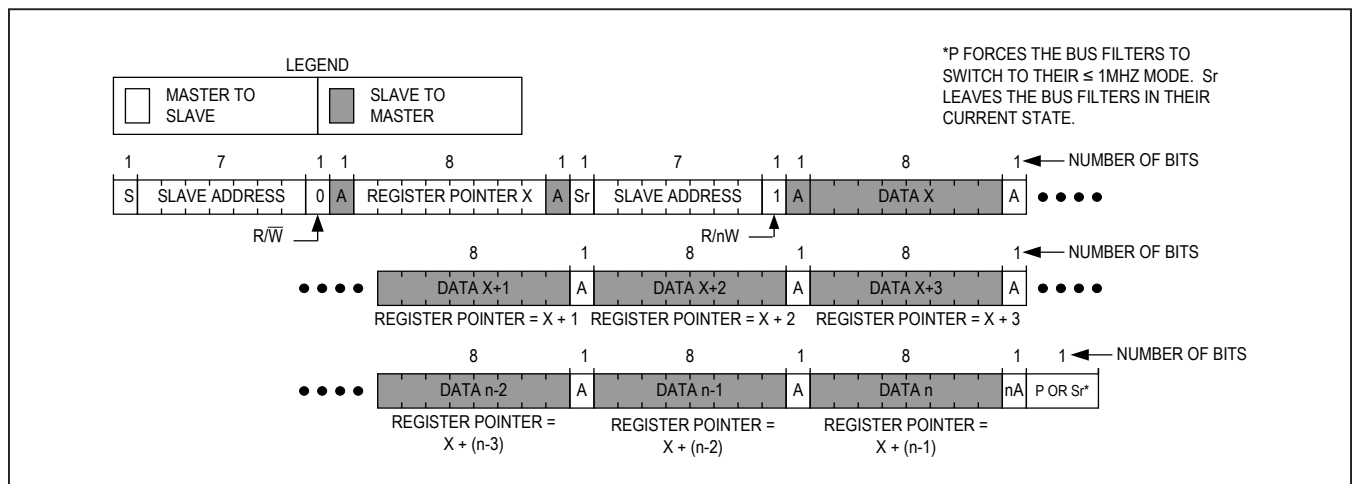 LEGEND
MASTER TO
SLAVE
SLAVE TO
MASTER
*P FORCES THE BUS FILTERS TO
SWITCH TO THEIR ≤ 1MHZ MODE. Sr
LEAVES THE BUS FILTERS IN THEIR
CURRENT STATE.
1 7 1 1 8 1 1 7 1 1 8 1 NUMBER OF BITS
S SLAVE ADDRESS 0 A REGISTER POINTER X A Sr SLAVE ADDRESS 1 A DATA X A
R/W̅ R/nW
8 1 8 1 8 1 NUMBER OF BITS
DATA X+1 A DATA X+2 A DATA X+3 A
REGISTER POINTER = X + 1 REGISTER POINTER = X + 2 REGISTER POINTER = X + 3
8 1 8 1 8 1 1 NUMBER OF BITS
DATA n-2 A DATA n-1 A DATA n nA P OR Sr*
REGISTER POINTER = REGISTER POINTER = REGISTER POINTER =
X + (n-3) X + (n-2) X + (n-1)